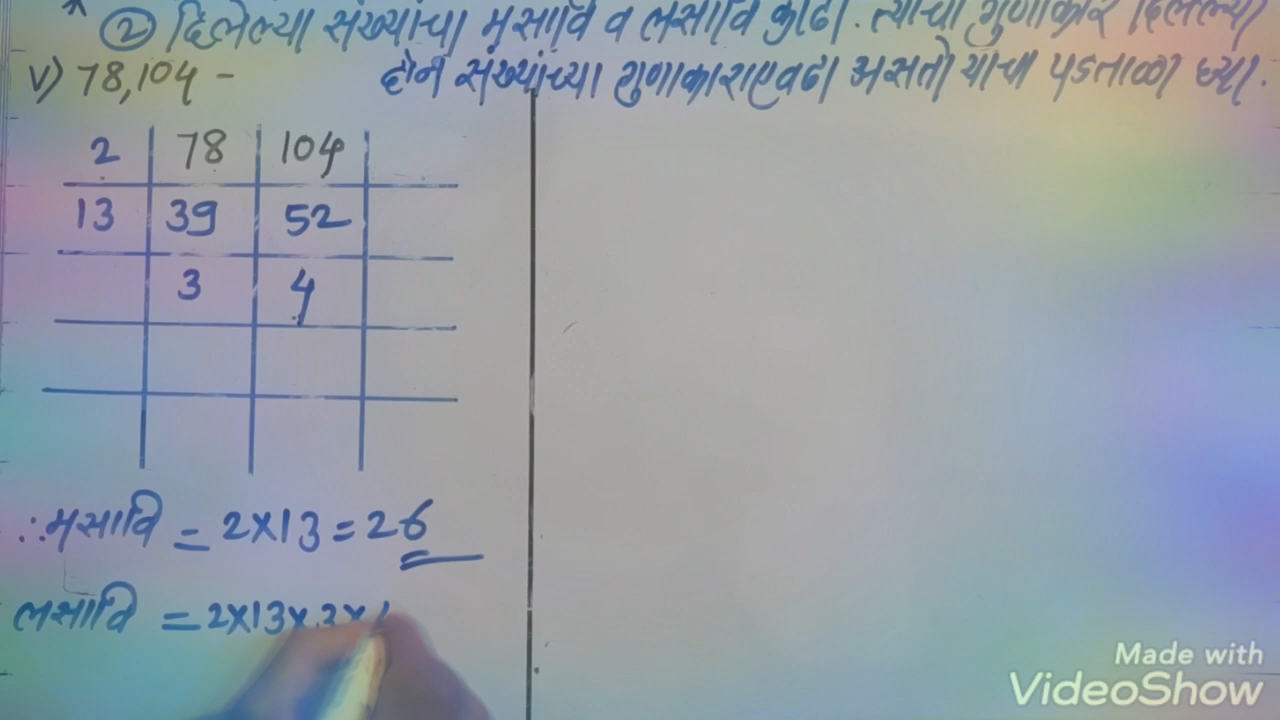 ② दिलेल्या संख्यांचा मसावि व लसावि काढा. त्यांचा गुणाकार दिलेल्या
दोन संख्यांच्या गुणाकाराएवढा असतो याचा पडताळा घ्या.
v) 78,104 -
2 78 104
13 39 52
3 4
∴मसावि = 2×13 = 26
लसावि = 2×13×3×
Made with
VideoShow